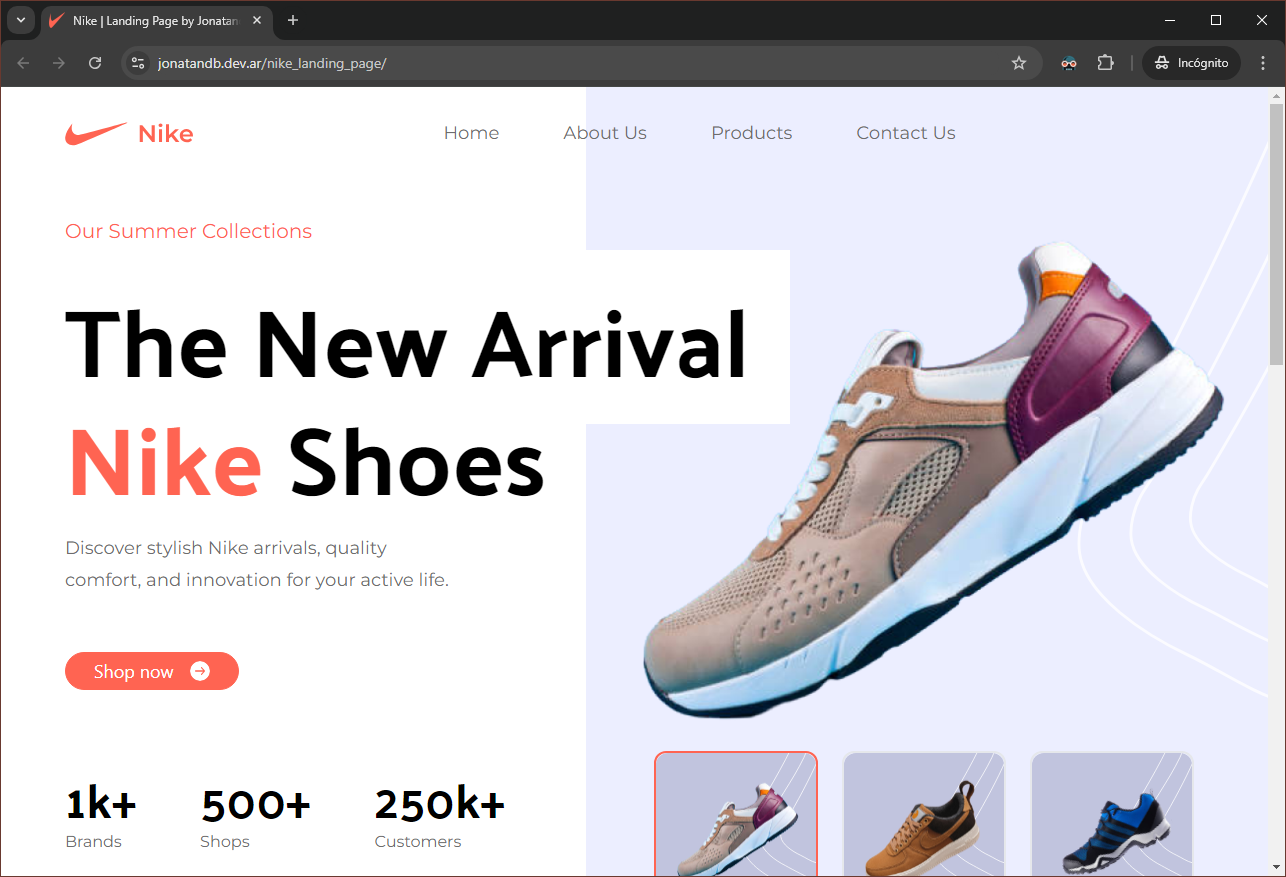 Nike | Landing Page by Jonatan
jonatandb.dev.ar/nike_landing_page/
Incógnito
Nike
Home
About Us
Products
Contact Us
Our Summer Collections
The New Arrival
Nike Shoes
Discover stylish Nike arrivals, quality
comfort, and innovation for your active life.
Shop now
1k+
Brands
500+
Shops
250k+
Customers